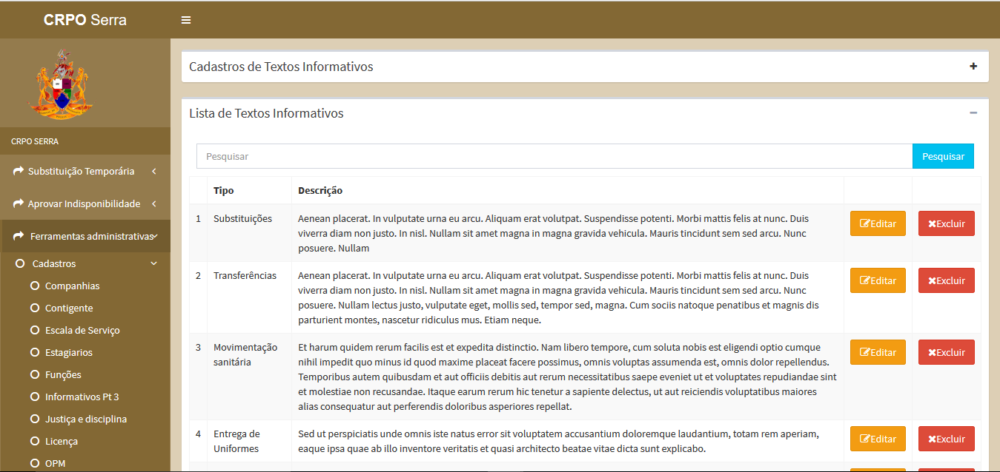 CRPO Serra
CRPO SERRA
Substituição Temporária
Aprovar Indisponibilidade
Ferramentas administrativas
Cadastros
Companhias
Contigente
Escala de Serviço
Estagiarios
Funções
Informativos Pt 3
Justiça e disciplina
Licença
OPM
Cadastros de Textos Informativos
Lista de Textos Informativos
Pesquisar Pesquisar
Tipo Descrição
1 Substituições Aenean placerat. In vulputate urna eu arcu. Aliquam erat volutpat. Suspendisse potenti. Morbi mattis felis at nunc. Duis Editar Excluir
viverra diam non justo. In nisl. Nullam sit amet magna in magna gravida vehicula. Mauris tincidunt sem sed arcu. Nunc
posuere. Nullam
2 Transferências Aenean placerat. In vulputate urna eu arcu. Aliquam erat volutpat. Suspendisse potenti. Morbi mattis felis at nunc. Duis Editar Excluir
viverra diam non justo. In nisl. Nullam sit amet magna in magna gravida vehicula. Mauris tincidunt sem sed arcu. Nunc
posuere. Nullam lectus justo, vulputate eget, mollis sed, tempor sed, magna. Cum sociis natoque penatibus et magnis dis
parturient montes, nascetur ridiculus mus. Etiam neque.
3 Movimentação Et harum quidem rerum facilis est et expedita distinctio. Nam libero tempore, cum soluta nobis est eligendi optio cumque Editar Excluir
sanitária nihil impedit quo minus id quod maxime placeat facere possimus, omnis voluptas assumenda est, omnis dolor repellendus.
Temporibus autem quibusdam et aut officiis debitis aut rerum necessitatibus saepe eveniet ut et voluptates repudiandae sint
et molestiae non recusandae. Itaque earum rerum hic tenetur a sapiente delectus, ut aut reiciendis voluptatibus maiores
alias consequatur aut perferendis doloribus asperiores repellat.
4 Entrega de Sed ut perspiciatis unde omnis iste natus error sit voluptatem accusantium doloremque laudantium, totam rem aperiam, Editar Excluir
Uniformes eaque ipsa quae ab illo inventore veritatis et quasi architecto beatae vitae dicta sunt explicabo.